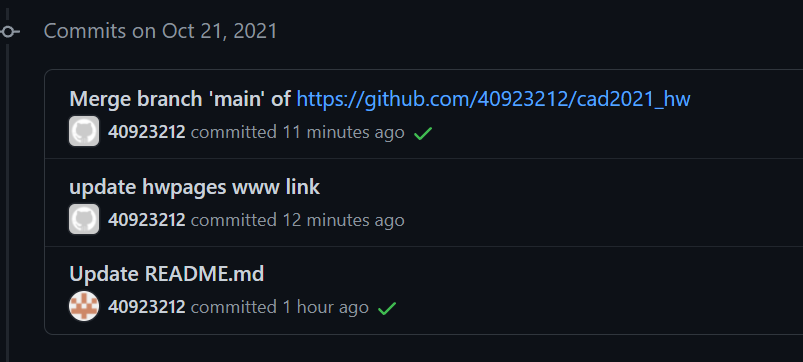 Commits on Oct 21, 2021
Merge branch 'main' of https://github.com/40923212/cad2021_hw
40923212 committed 11 minutes ago
update hwpages www link
40923212 committed 12 minutes ago
Update README.md
40923212 committed 1 hour ago